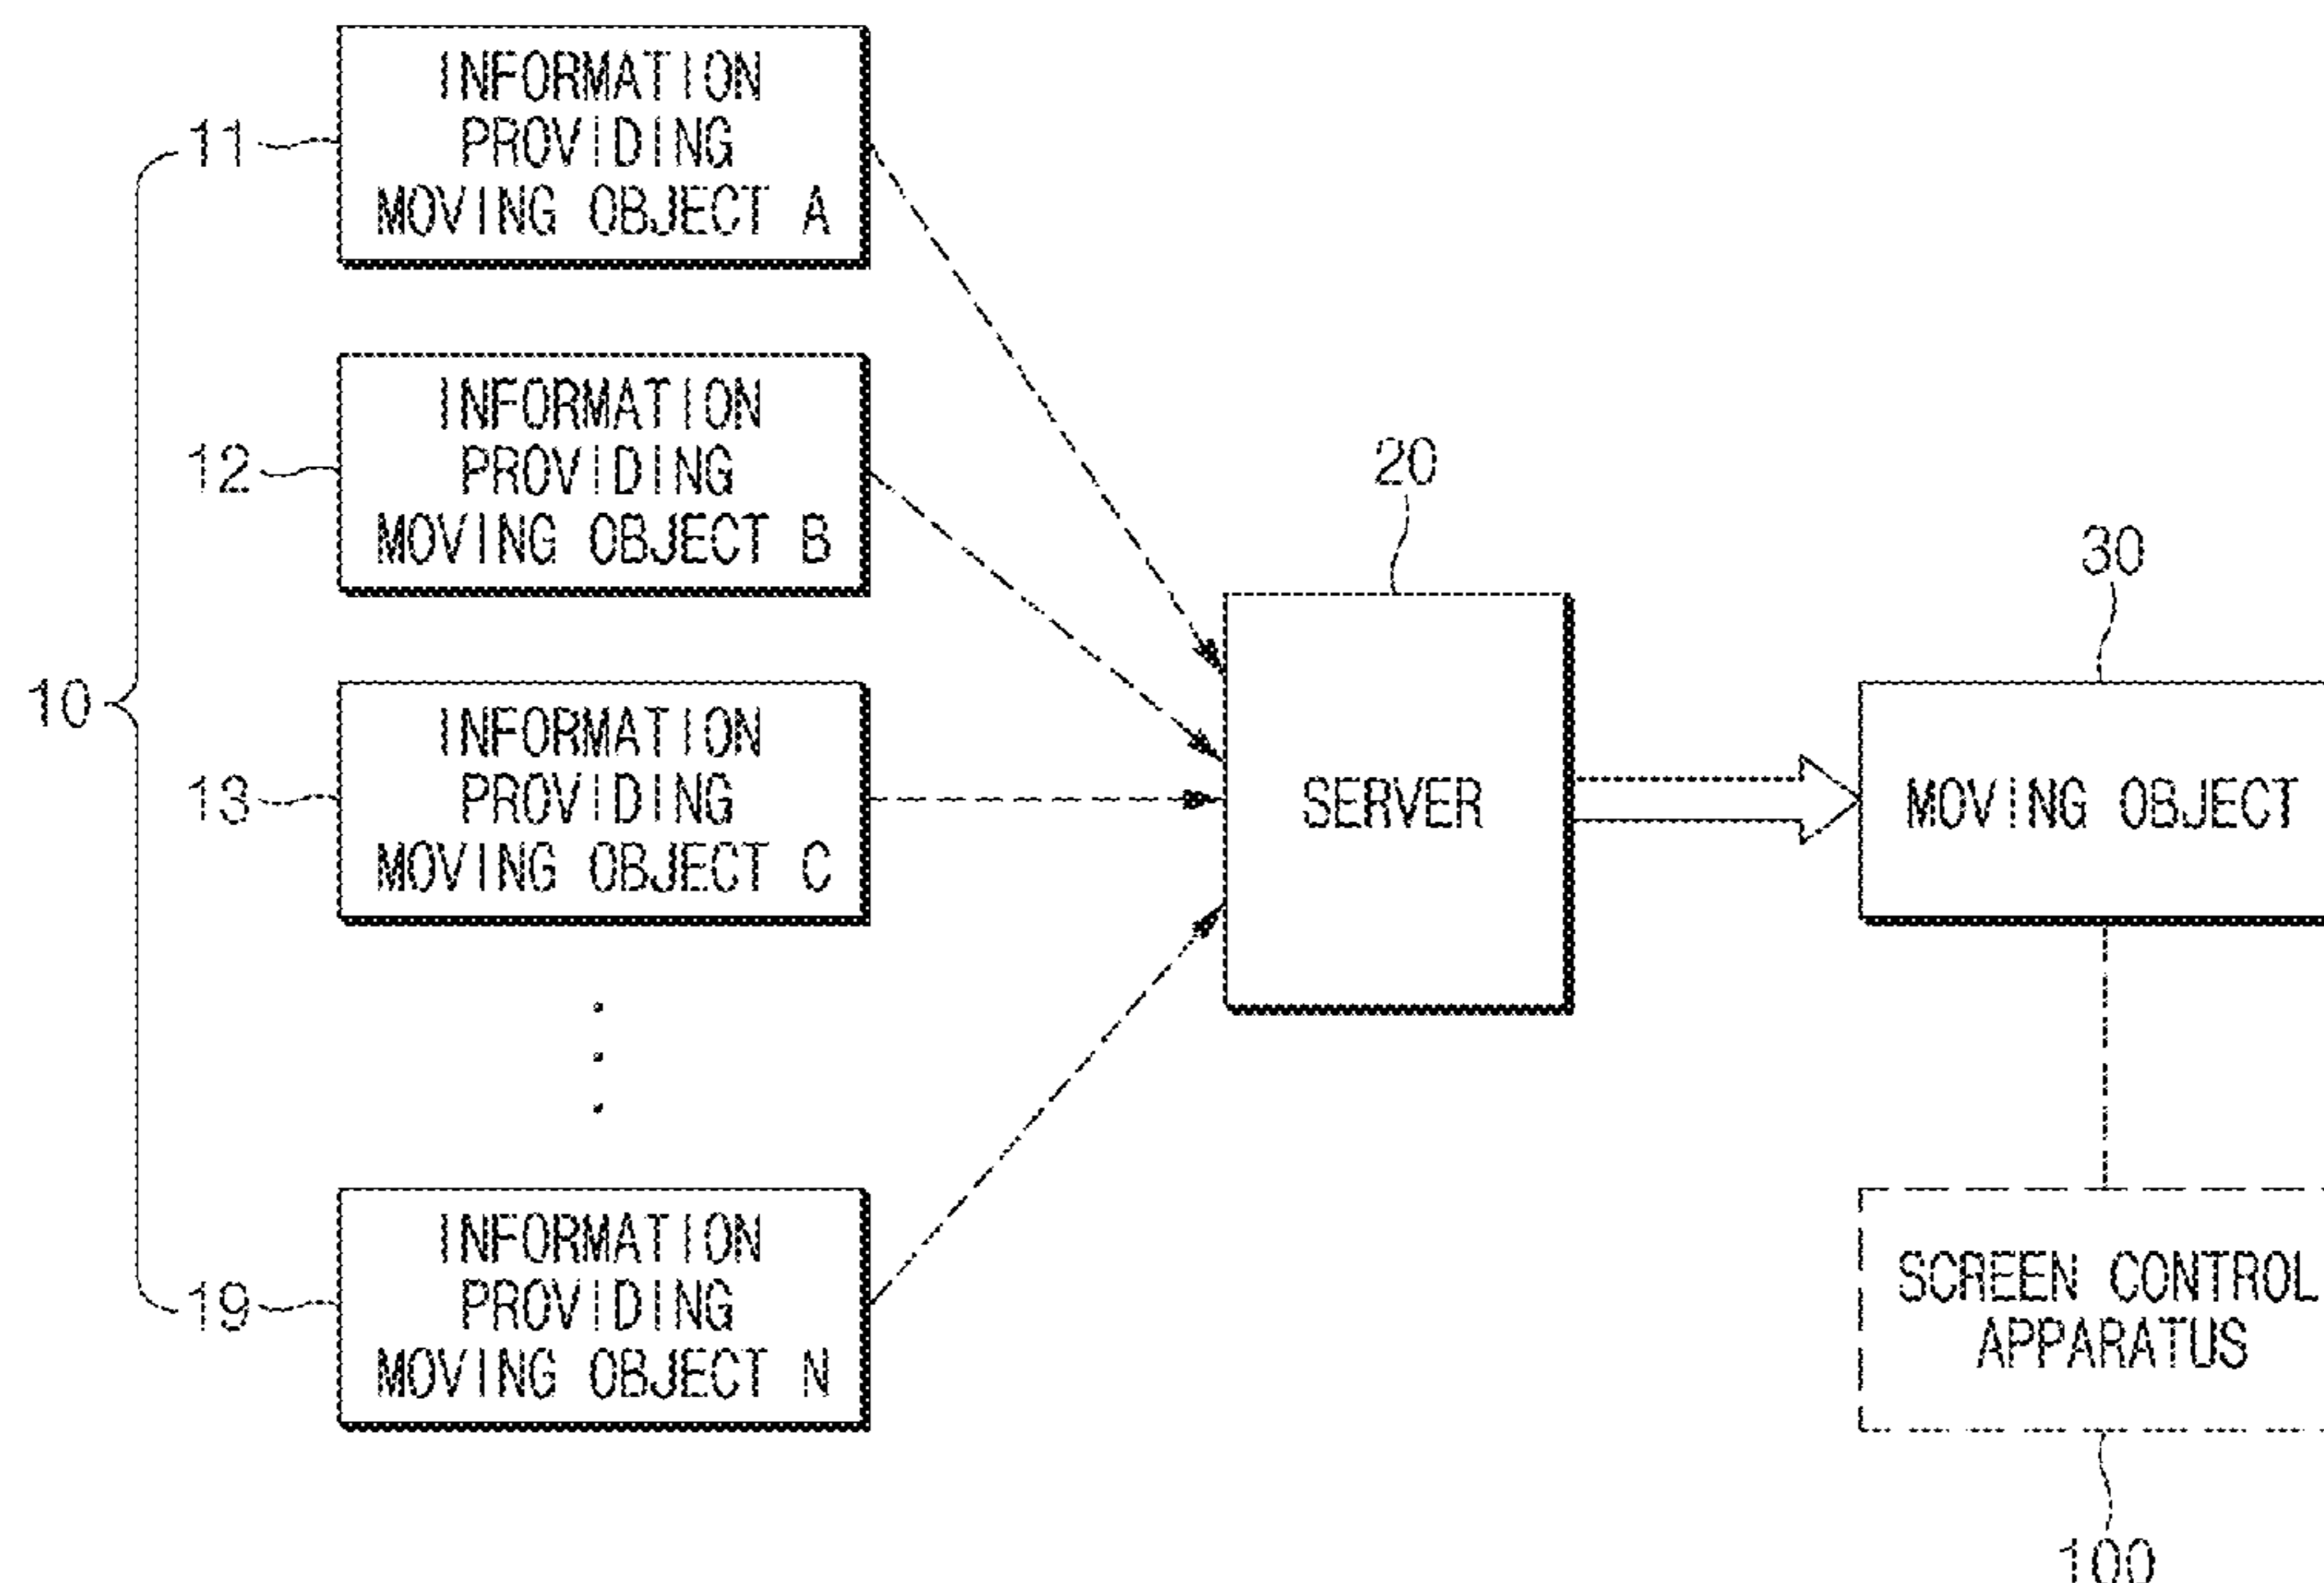 11
INFORMATION
PROVIDING
MOVING OBJECT A
12
INFORMATION
PROVIDING
MOVING OBJECT B
10
13
INFORMATION
PROVIDING
MOVING OBJECT C
19
INFORMATION
PROVIDING
MOVING OBJECT N
20
SERVER
30
MOVING OBJECT
SCREEN CONTROL
APPARATUS
100